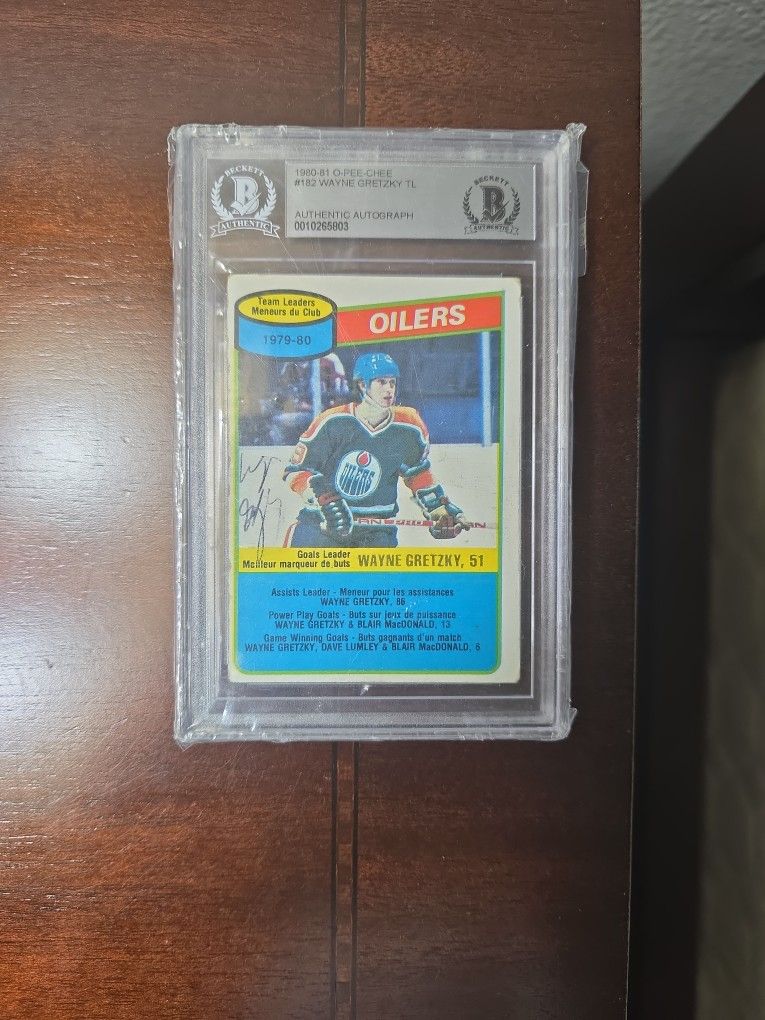 BECKETT
B
AUTHENTIC
1980-81 O-PEE-CHEE
#182 WAYNE GRETZKY TL
AUTHENTIC AUTOGRAPH
0010265803
BECKETT
B
AUTHENTIC
Team Leaders
Meneurs du Club
1979-80
OILERS
OILERS
Goals Leader
Meilleur marqueur de buts
WAYNE GRETZKY, 51
Assists Leader - Meneur pour les assistances
WAYNE GRETZKY, 86
Power Play Goals - Buts sur jeux de puissance
WAYNE GRETZKY & BLAIR MacDONALD, 13
Game Winning Goals - Buts gagnants d'un match
WAYNE GRETZKY, DAVE LUMLEY & BLAIR MacDONALD, 6